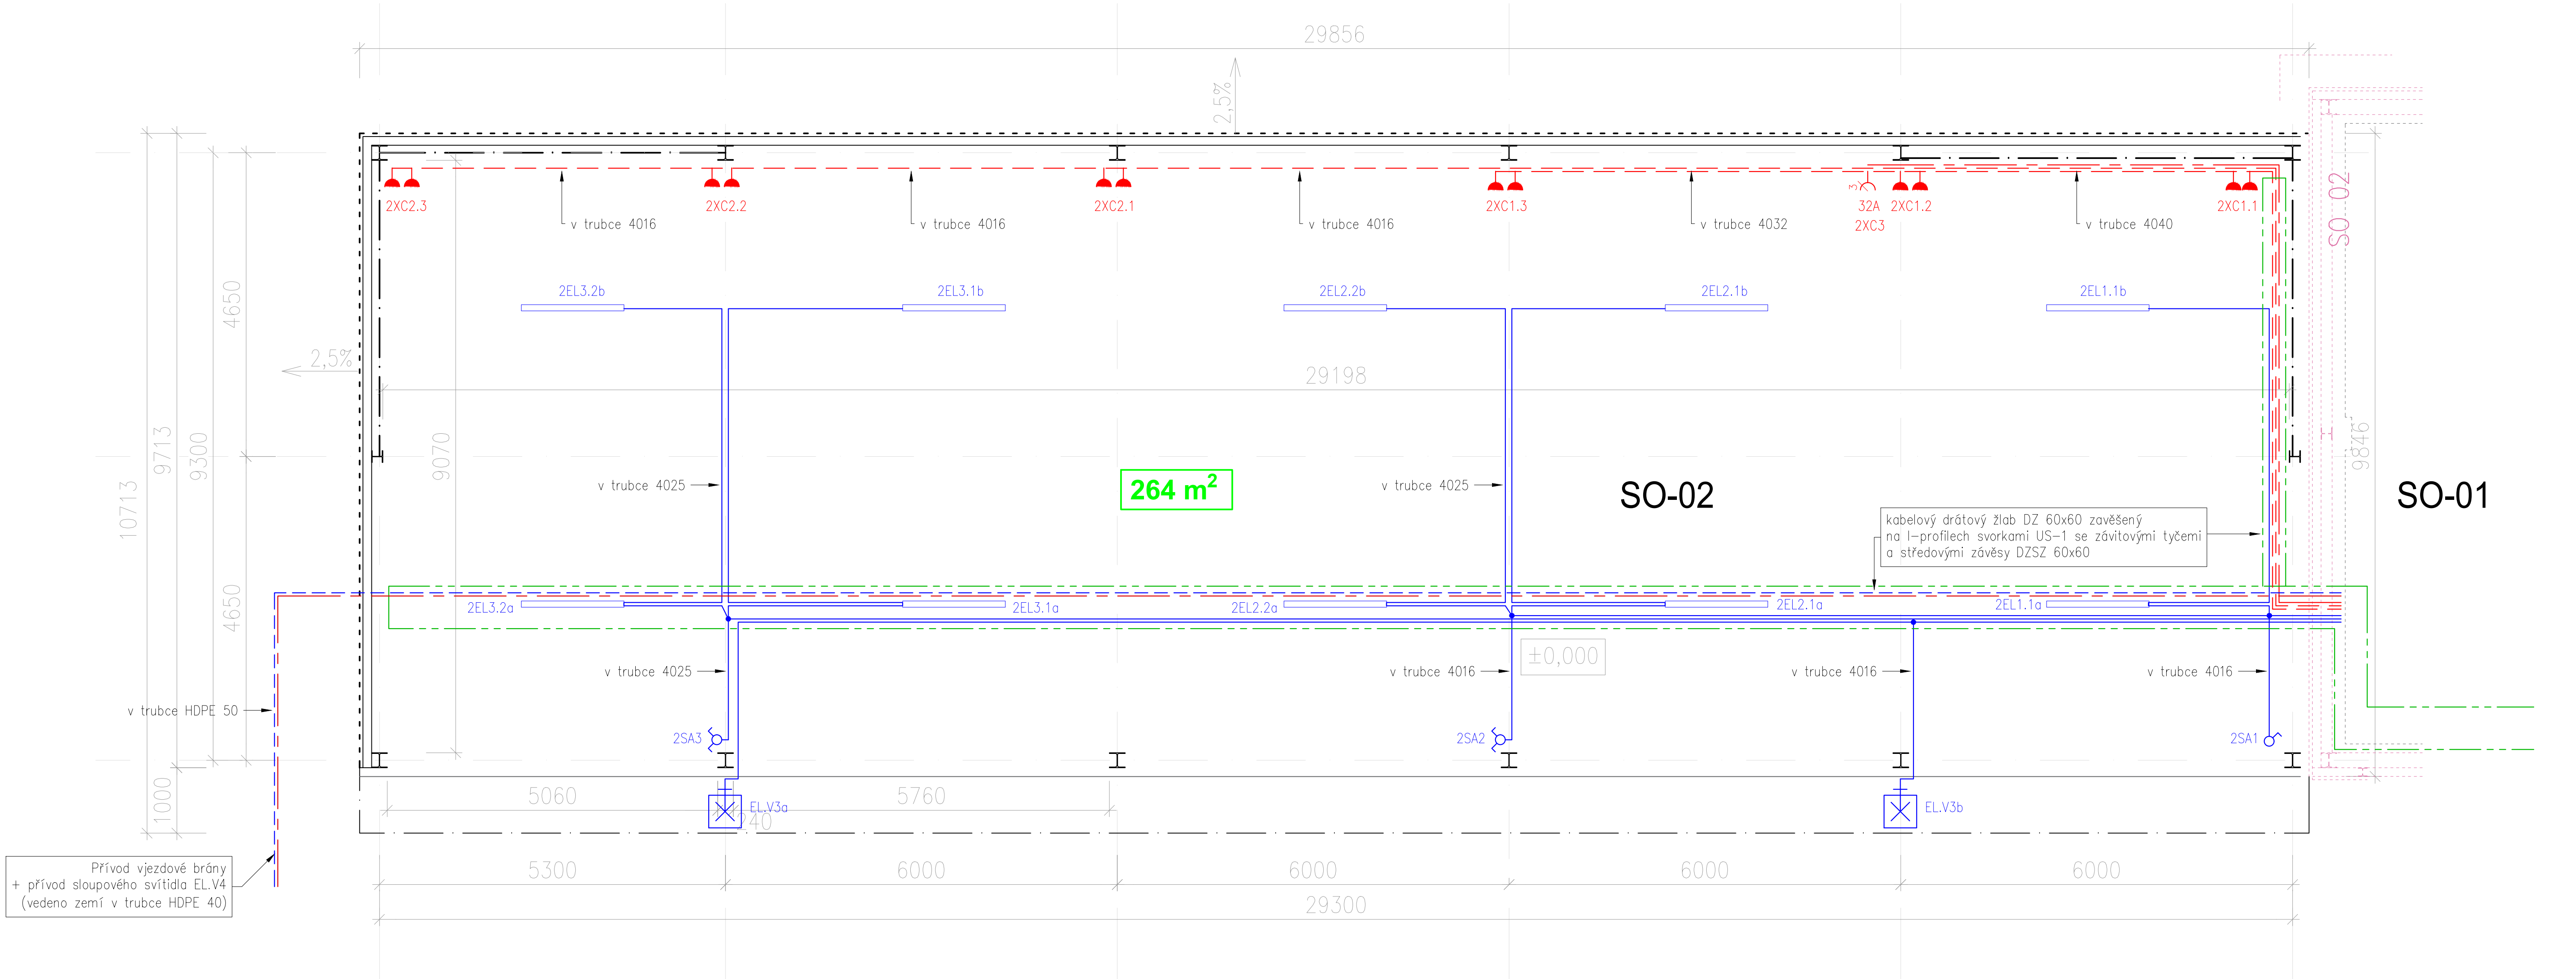 29856
2,5%
SO 02
2XC2.3
2XC2.2
2XC2.1
2XC1.3
3
32A
2XC3
2XC1.2
2XC1.1
v trubce 4016
v trubce 4016
v trubce 4016
v trubce 4032
v trubce 4040
2EL3.2b
2EL3.1b
2EL2.2b
2EL2.1b
2EL1.1b
4650
2,5%
29198
9713
9300
9070
10713
9846
v trubce 4025
264 m²
v trubce 4025
SO-02
SO-01
kabelový drátový žlab DZ 60x60 zavěšený
na I-profilech svorkami US-1 se závitovými tyčemi
a středovými závěsy DZSZ 60x60
4650
2EL3.2a
2EL3.1a
2EL2.2a
2EL2.1a
2EL1.1a
±0,000
v trubce 4025
v trubce 4016
v trubce 4016
v trubce 4016
v trubce HDPE 50
2SA3
2SA2
2SA1
1000
5060
5760
240
EL.V3a
EL.V3b
Přívod vjezdové brány
+ přívod sloupového svítidla EL.V4
(vedeno zemí v trubce HDPE 40)
5300
6000
6000
6000
6000
29300